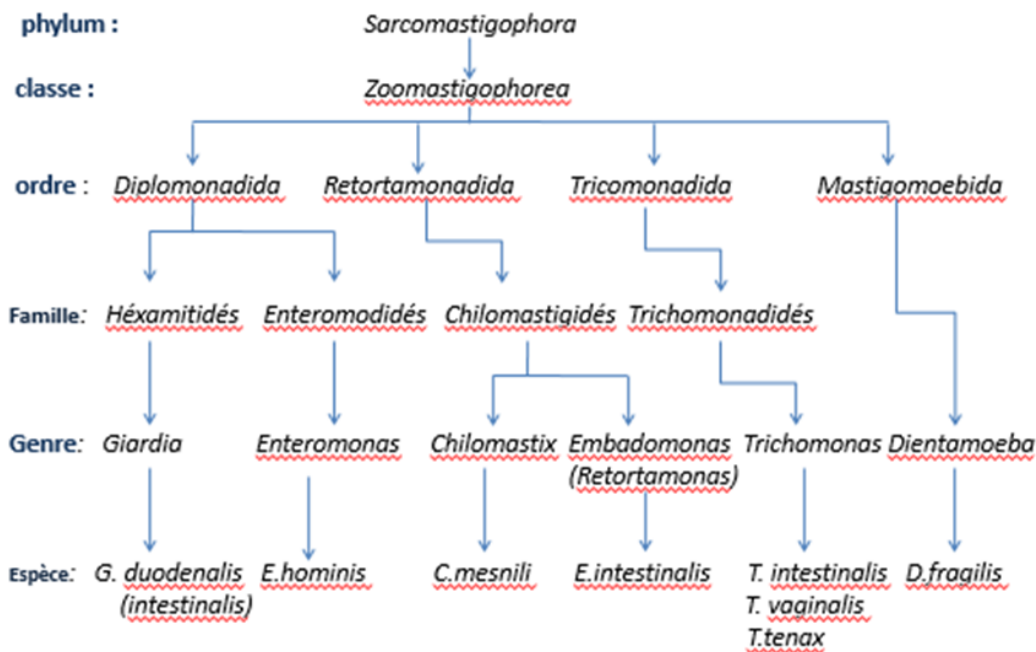 phylum : Sarcomastigophora
classe : Zoomastigophorea
ordre : Diplomonadida Retortamonadida Tricomonadida Mastigomoebida
Famille: Héxamitidés Enteromodidés Chilomastigidés Trichomonadidés
Genre: Giardia Enteromonas Chilomastix Embadomonas Trichomonas Dientamoeba
(Retortamonas)
Espèce: G. duodenalis E.hominis C.mesnili E.intestinalis T. intestinalis D.fragilis
(intestinalis) T. vaginalis
T.tenax